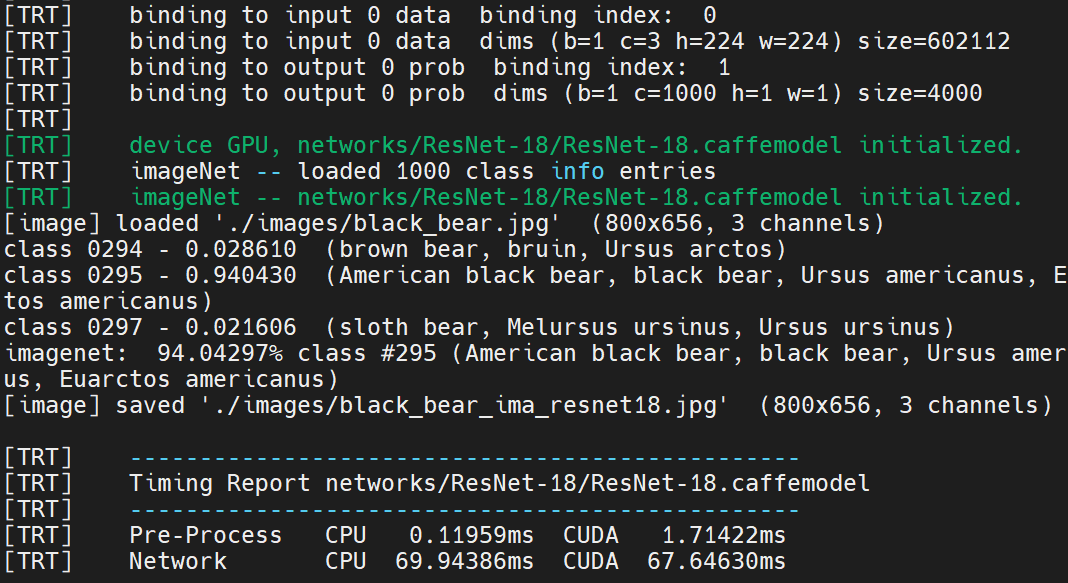 [TRT]    binding to input 0 data  binding index:  0
[TRT]    binding to input 0 data  dims (b=1 c=3 h=224 w=224) size=602112
[TRT]    binding to output 0 prob  binding index:  1
[TRT]    binding to output 0 prob  dims (b=1 c=1000 h=1 w=1) size=4000
[TRT]
[TRT]    device GPU, networks/ResNet-18/ResNet-18.caffemodel initialized.
[TRT]    imageNet -- loaded 1000 class info entries
[TRT]    imageNet -- networks/ResNet-18/ResNet-18.caffemodel initialized.
[image] loaded './images/black_bear.jpg'  (800x656, 3 channels)
class 0294 - 0.028610  (brown bear, bruin, Ursus arctos)
class 0295 - 0.940430  (American black bear, black bear, Ursus americanus, E
tos americanus)
class 0297 - 0.021606  (sloth bear, Melursus ursinus, Ursus ursinus)
imagenet:  94.04297% class #295 (American black bear, black bear, Ursus amer
us, Euarctos americanus)
[image] saved './images/black_bear_ima_resnet18.jpg'  (800x656, 3 channels)
[TRT]    ------------------------------------------------
[TRT]    Timing Report networks/ResNet-18/ResNet-18.caffemodel
[TRT]    ------------------------------------------------
[TRT]    Pre-Process   CPU   0.11959ms  CUDA   1.71422ms
[TRT]    Network       CPU  69.94386ms  CUDA  67.64630ms